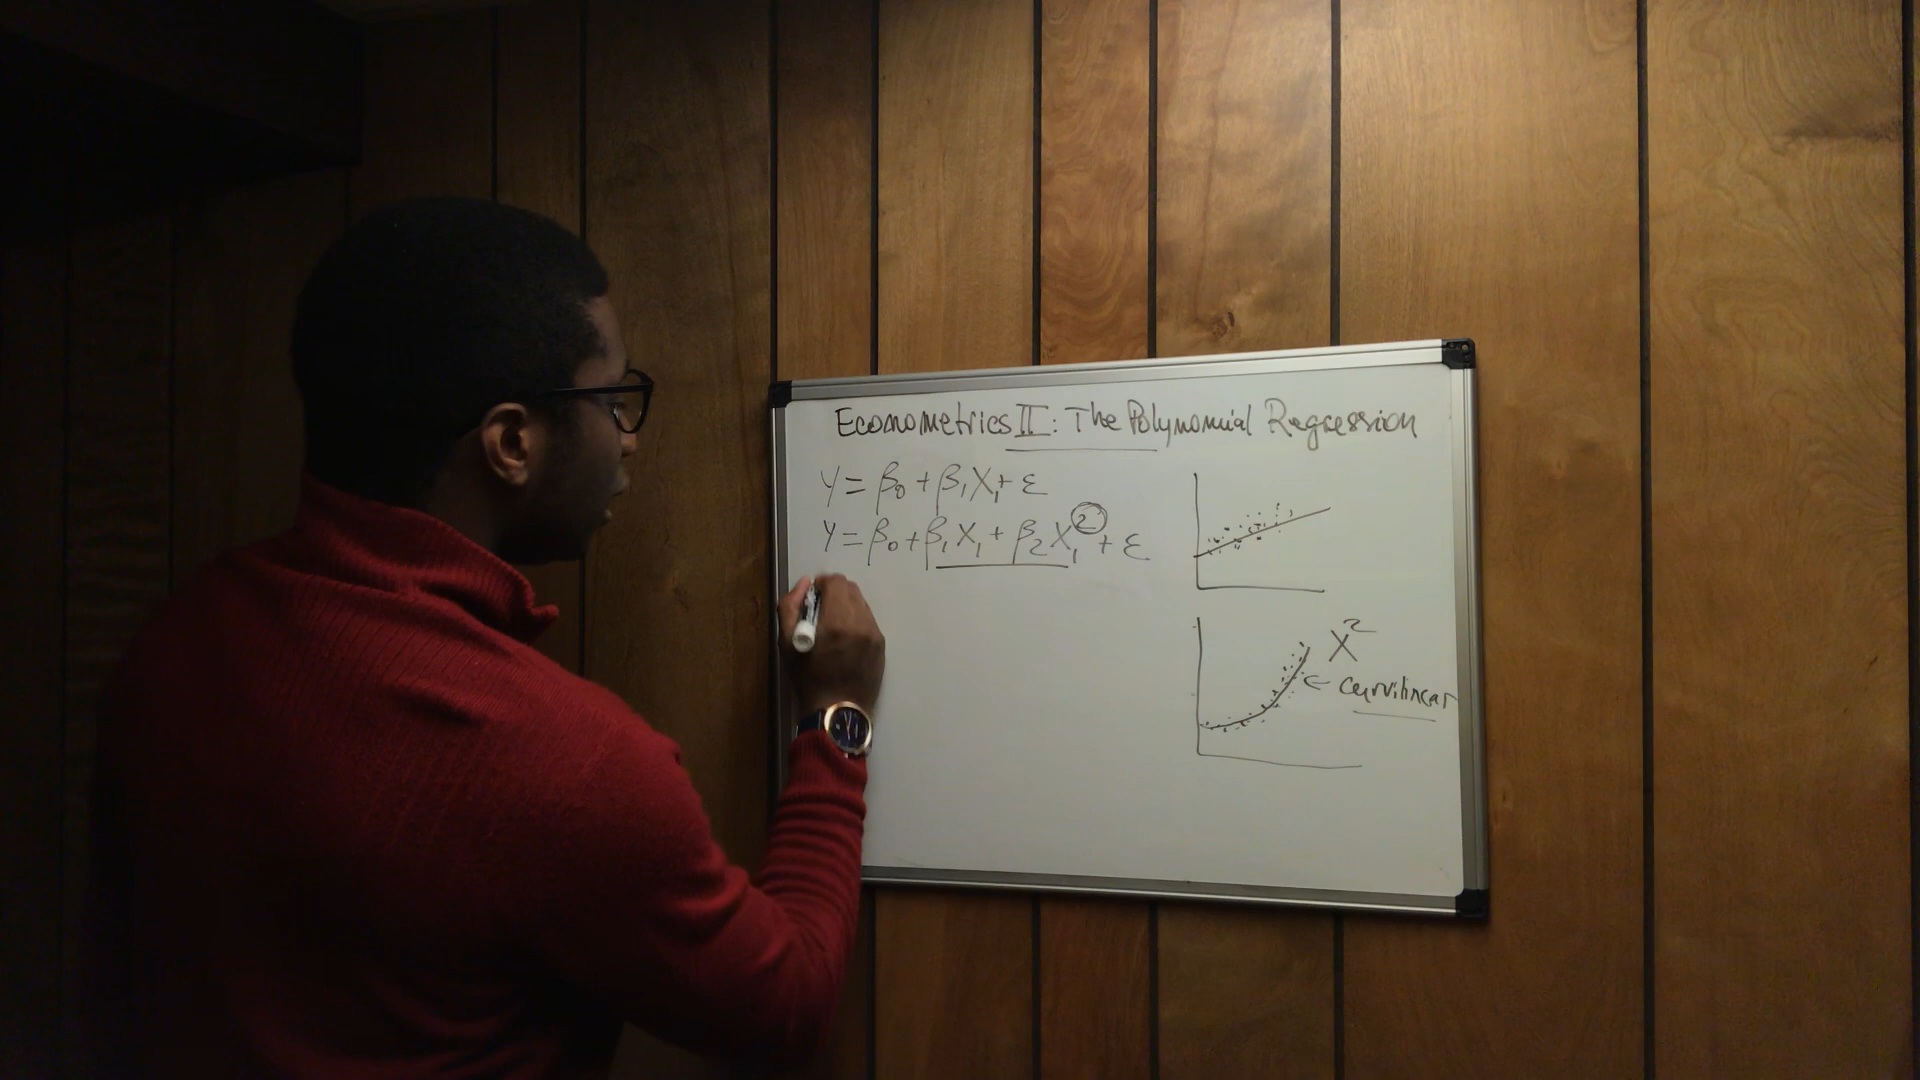 Econometrics II: The Polynomial Regression
Y = β₀ + β₁X₁ + ε
Y = β₀ + β₁X₁ + β₂X₁² + ε
X²
← Curvilinear